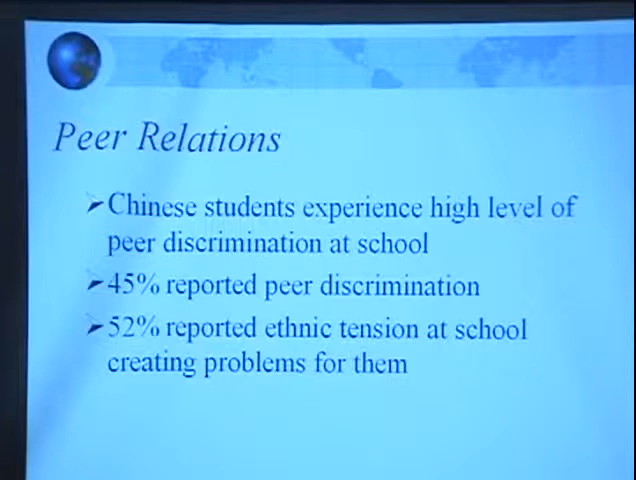 Peer Relations
Chinese students experience high level of
peer discrimination at school
45% reported peer discrimination
52% reported ethnic tension at school
creating problems for them